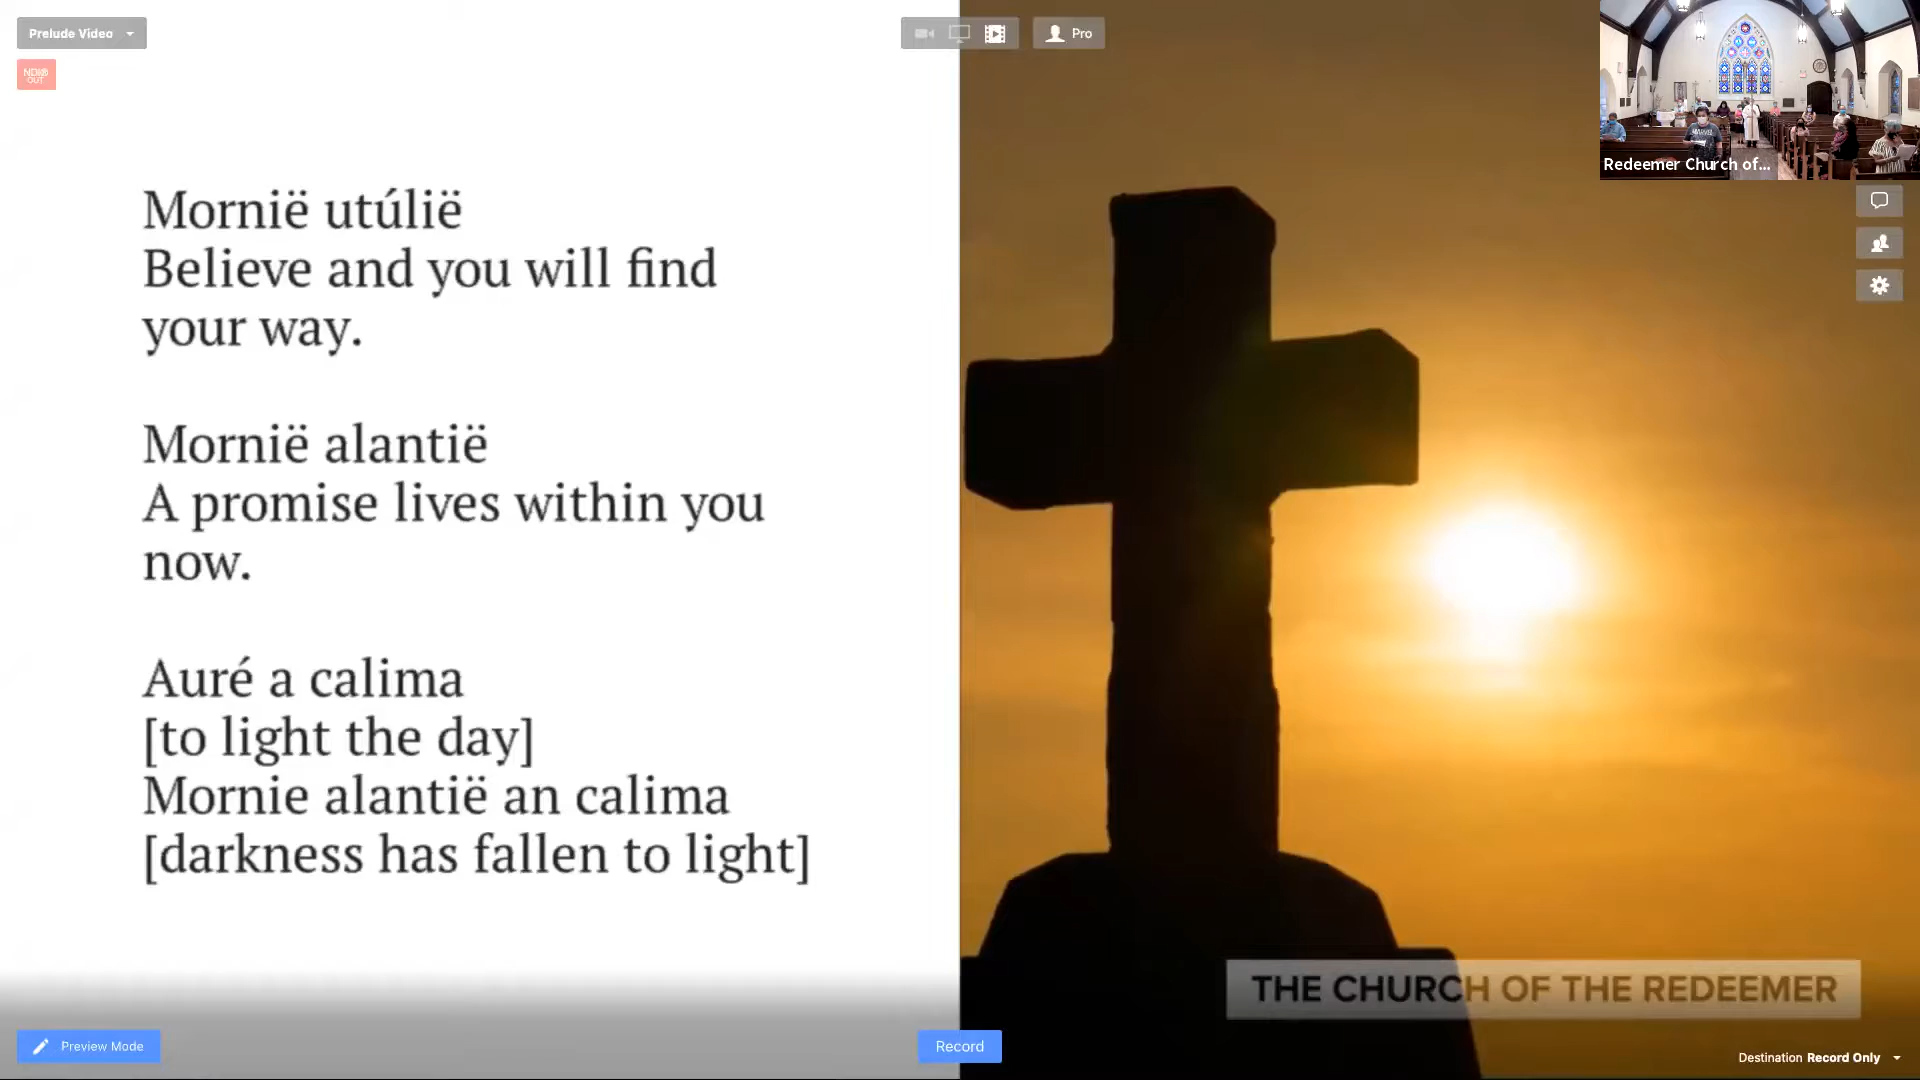 Prelude Video
NDI®
OUT
Pro
Redeemer Church of...
Mornië utúlië
Believe and you will find
your way.
Mornië alantië
A promise lives within you
now.
Auré a calima
[to light the day]
Mornie alantië an calima
[darkness has fallen to light]
THE CHURCH OF THE REDEEMER
Preview Mode
Record
Destination Record Only